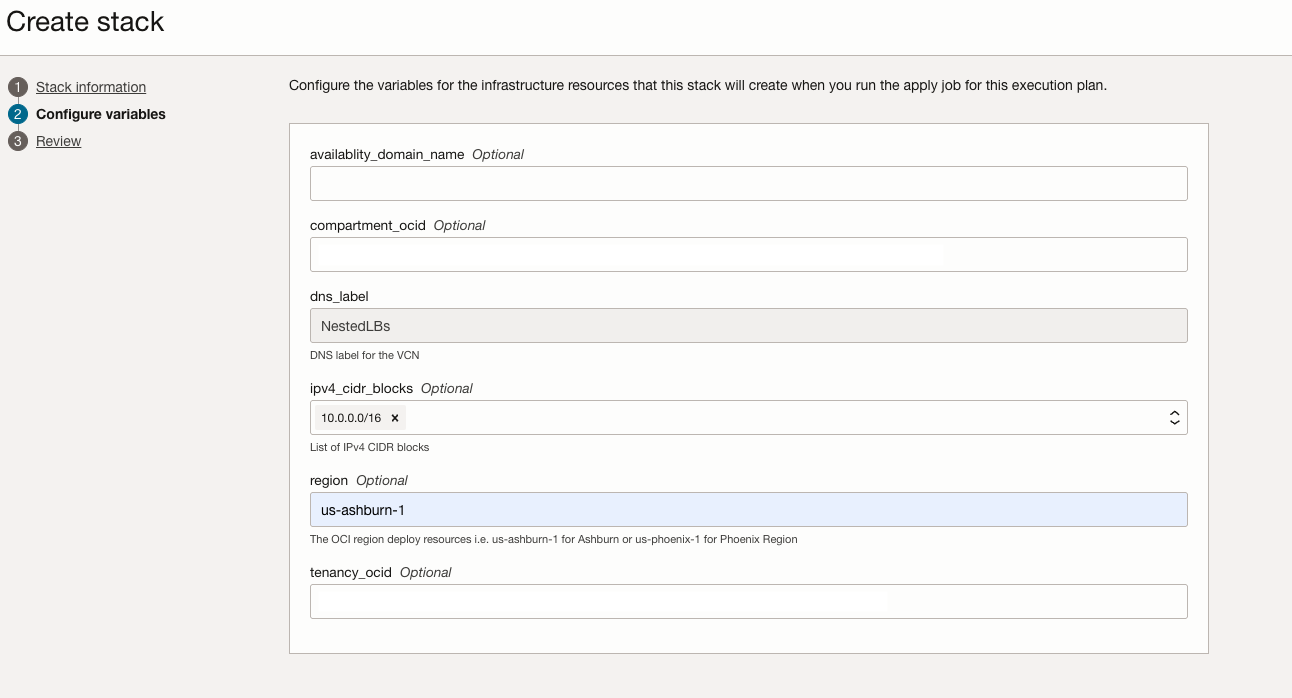 Create stack
1 Stack information
2 Configure variables
3 Review
Configure the variables for the infrastructure resources that this stack will create when you run the apply job for this execution plan.
availablity_domain_name Optional
compartment_ocid Optional
dns_label
NestedLBs
DNS label for the VCN
ipv4_cidr_blocks Optional
10.0.0.0/16 ×
List of IPv4 CIDR blocks
region Optional
us-ashburn-1
The OCI region deploy resources i.e. us-ashburn-1 for Ashburn or us-phoenix-1 for Phoenix Region
tenancy_ocid Optional